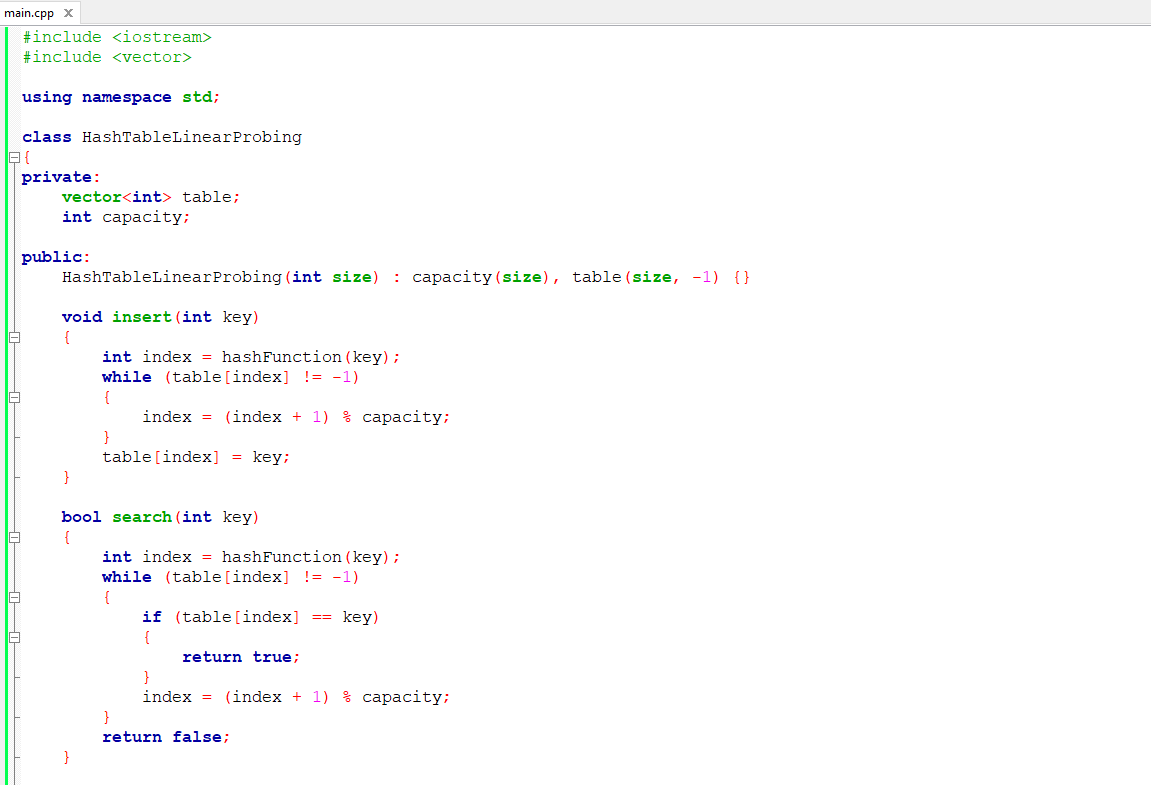 main.cpp
#include <iostream>
#include <vector>
using namespace std;
class HashTableLinearProbing
{
private:
    vector<int> table;
    int capacity;
public:
    HashTableLinearProbing(int size) : capacity(size), table(size, -1) {}
    void insert(int key)
    {
        int index = hashFunction(key);
        while (table[index] != -1)
        {
            index = (index + 1) % capacity;
        }
        table[index] = key;
    }
    bool search(int key)
    {
        int index = hashFunction(key);
        while (table[index] != -1)
        {
            if (table[index] == key)
            {
                return true;
            }
            index = (index + 1) % capacity;
        }
        return false;
    }